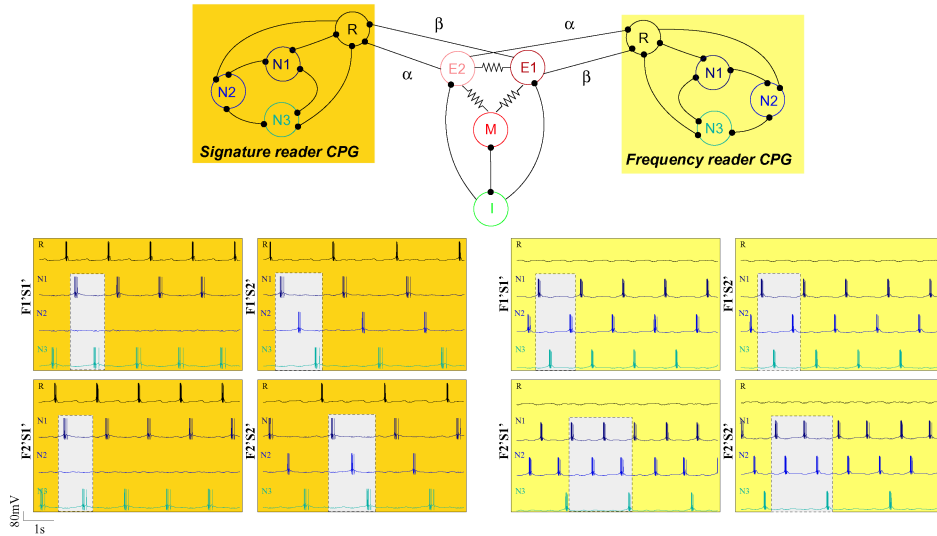 β α
R R
E2 E1
N1 N1
α β
N2 N2
N3 N3
M
Signature reader CPG Frequency reader CPG
I
F1'S1' R N1 N2 N3
F1'S2' R N1 N2 N3
F1'S1' R N1 N2 N3
F1'S2' R N1 N2 N3
F2'S1' R N1 N2 N3
F2'S2' R N1 N2 N3
F2'S1' R N1 N2 N3
F2'S2' R N1 N2 N3
80mV
1s